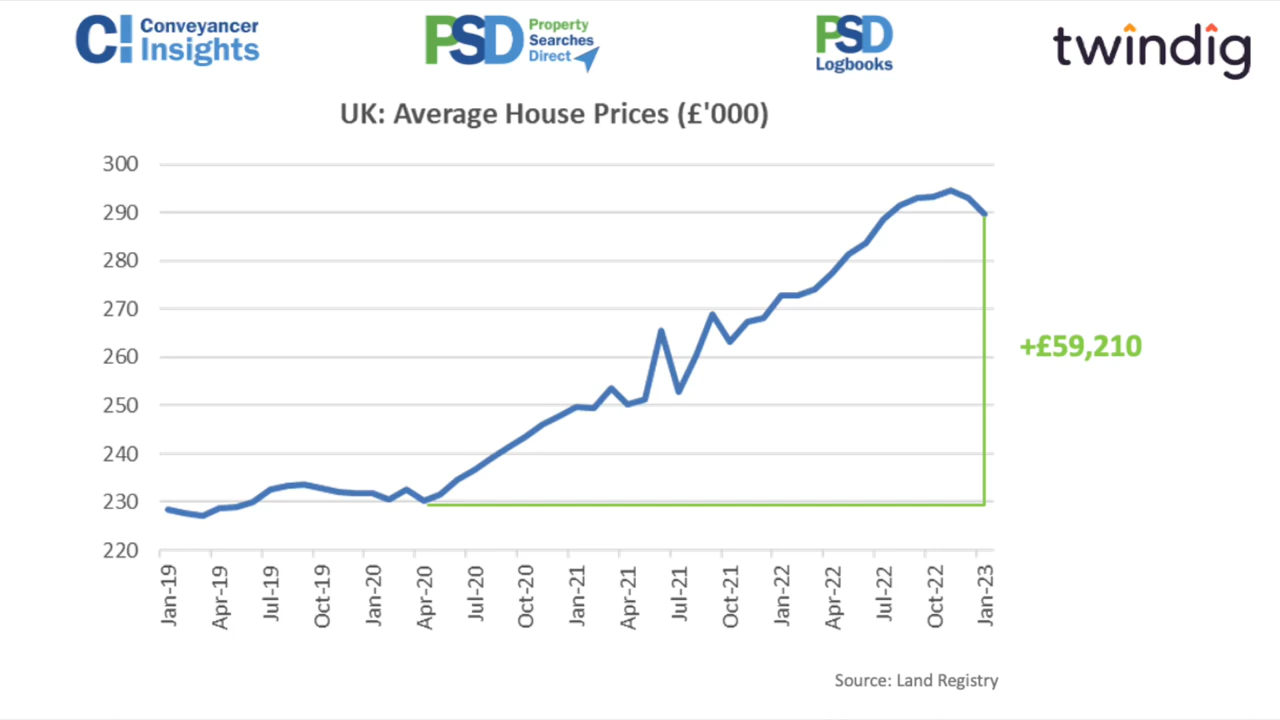 Conveyancer
CI Insights
PSD Property
Searches
Direct
PSD
Logbooks
twindig
UK: Average House Prices (£'000)
300
290
280
270
260
250
240
230
220
+£59,210
Jan-19
Apr-19
Jul-19
Oct-19
Jan-20
Apr-20
Jul-20
Oct-20
Jan-21
Apr-21
Jul-21
Oct-21
Jan-22
Apr-22
Jul-22
Oct-22
Jan-23
Source: Land Registry